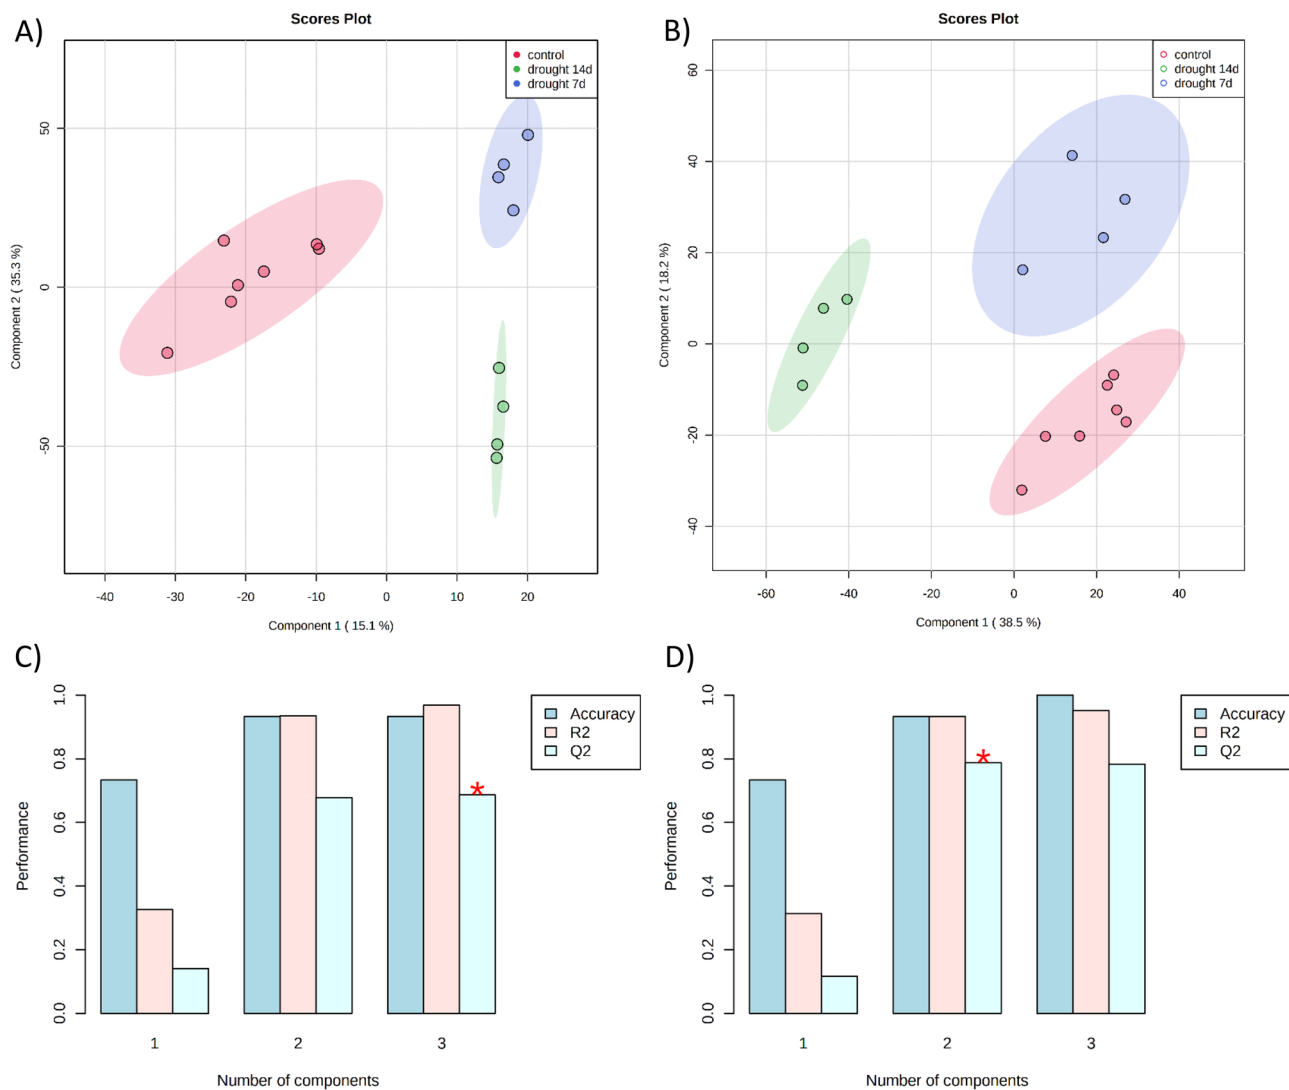 A)
Scores Plot
control
drought 14d
drought 7d
Component 2 ( 35.3 %)
50
0
-50
-40
-30
-20
-10
0
10
20
Component 1 ( 15.1 %)
B)
Scores Plot
control
drought 14d
drought 7d
Component 2 ( 18.2 %)
60
40
20
0
-20
-40
-60
-40
-20
0
20
40
Component 1 ( 38.5 %)
C)
Accuracy
R2
Q2
Performance
1.0
0.8
0.6
0.4
0.2
0.0
*
1
2
3
Number of components
D)
Accuracy
R2
Q2
Performance
1.0
0.8
0.6
0.4
0.2
0.0
*
1
2
3
Number of components